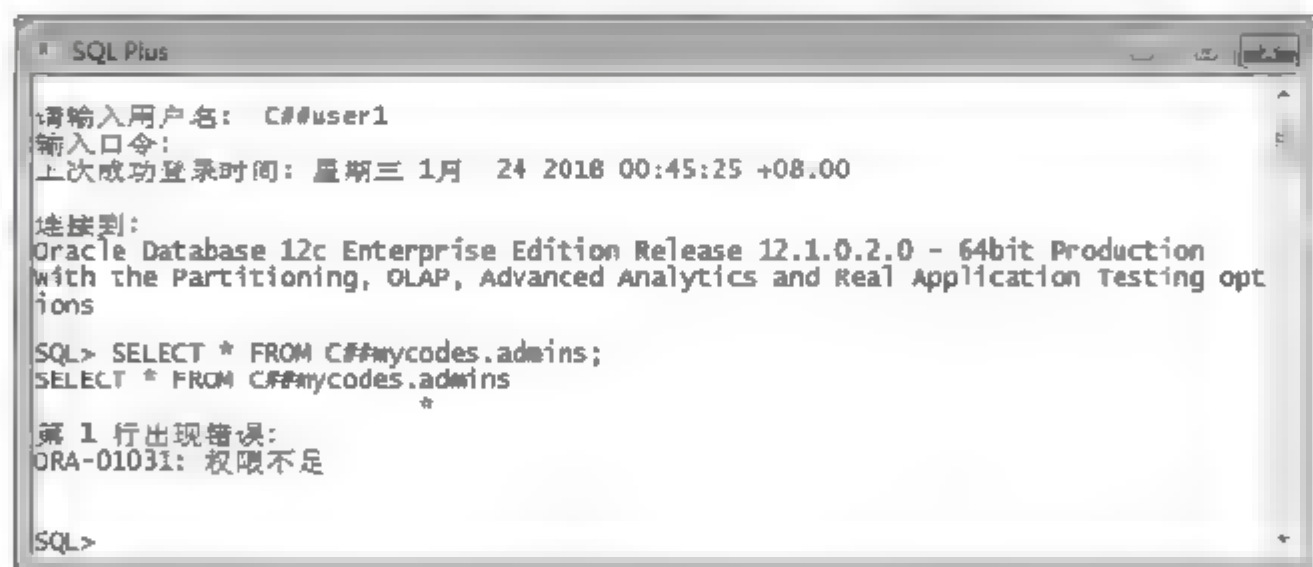 SQL Plus
请输入用户名: C##user1
输入口令:
上次成功登录时间: 星期三 1月 24 2018 00:45:25 +08:00
连接到:
Oracle Database 12c Enterprise Edition Release 12.1.0.2.0 - 64bit Production
With the Partitioning, OLAP, Advanced Analytics and Real Application Testing opt
ions
SQL> SELECT * FROM C##mycodes.admins;
SELECT * FROM C##mycodes.admins
*
第 1 行出现错误:
ORA-01031: 权限不足
SQL>